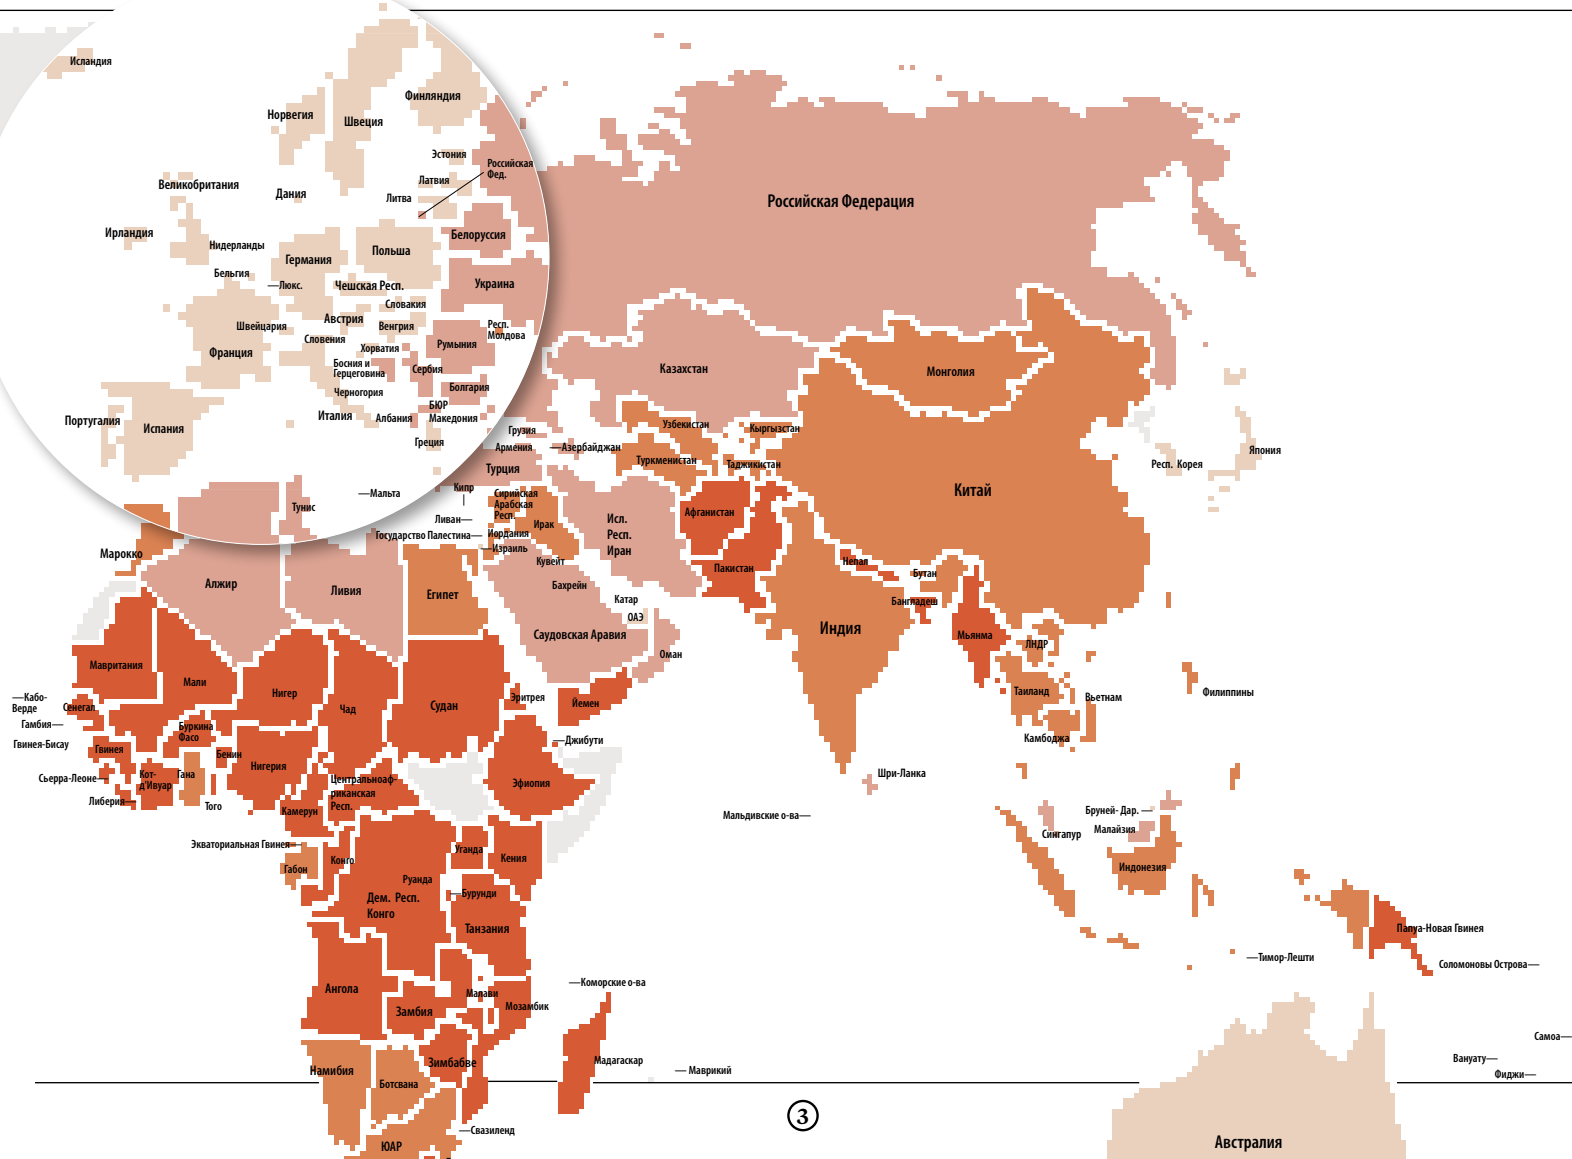 Исландия
Финляндия
Норвегия
Швеция
Эстония
Российская
Фед.
Латвия
Великобритания
Дания
Литва
Российская Федерация
Ирландия
Нидерланды
Белоруссия
Польша
Германия
Бельгия
Люкс.
Чешская Респ.
Украина
Словакия
Австрия
Венгрия
Респ.
Молдова
Швейцария
Словения
Хорватия
Румыния
Франция
Босния и
Герцеговина
Сербия
Казахстан
Монголия
Болгария
Черногория
БЮР
Македония
Италия
Албания
Португалия
Испания
Греция
Грузия
Узбекистан
Кыргызстан
Армения
Азербайджан
Япония
Туркменистан
Таджикистан
Респ. Корея
Турция
Китай
Мальта
Кипр
Сирийская
Арабская
Респ.
Тунис
Ливан
Ирак
Исл.
Респ.
Иран
Афганистан
Государство Палестина
Иордания
Израиль
Марокко
Кувейт
Пакистан
Непал
Бутан
Алжир
Ливия
Египет
Бахрейн
Катар
Бангладеш
ОАЭ
Индия
Саудовская Аравия
Мьянма
ЛНДР
Оман
Мавритания
Мали
Нигер
Таиланд
Вьетнам
Филиппины
Кабо-
Верде
Сенегал
Чад
Судан
Эритрея
Йемен
Гамбия
Буркина
Фасо
Камбоджа
Гвинея-Бисау
Гвинея
Бенин
Джибути
Нигерия
Сьерра-Леоне
Кот-
д'Ивуар
Гана
Центральноаф-
риканская
Респ.
Эфиопия
Шри-Ланка
Либерия
Того
Камерун
Мальдивские о-ва
Бруней- Дар.
Сингапур
Малайзия
Экваториальная Гвинея
Уганда
Кения
Конго
Габон
Индонезия
Руанда
Бурунди
Дем. Респ.
Конго
Танзания
Папуа-Новая Гвинея
Тимор-Лешти
Соломоновы Острова
Ангола
Малави
Коморские о-ва
Мозамбик
Замбия
Самоа
Зимбабве
Мадагаскар
Вануату
Намибия
Маврикий
Фиджи
Ботсвана
3
Свазиленд
ЮАР
Австралия